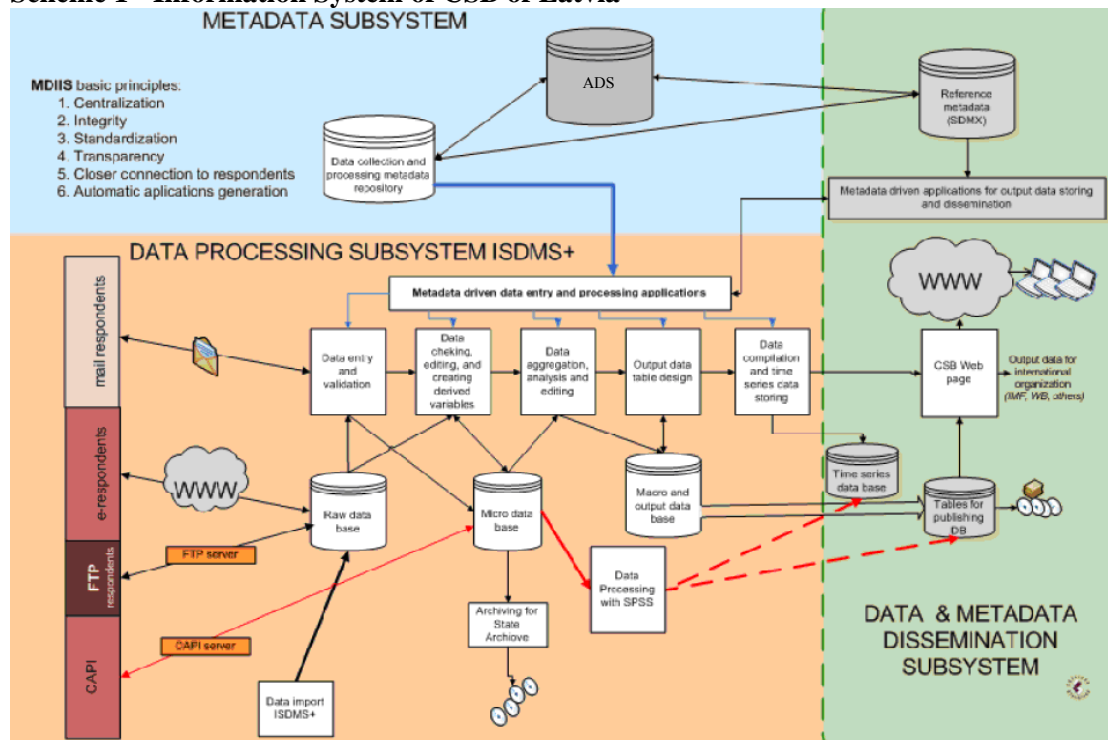 Scheme 1 - Information System of CSB of Latvia
METADATA SUBSYSTEM
MDIIS basic principles:
1. Centralization
2. Integrity
3. Standardization
4. Transparency
5. Closer connection to respondents
6. Automatic aplications generation
ADS
Data collection and
processing metadata
repository
Reference
metadata
(SDMX)
Metadata driven applications for output data storing
and dissemination
DATA PROCESSING SUBSYSTEM ISDMS+
Metadata driven data entry and processing applications
mail respondents
e-respondents
FTP
respondents
CAPI
Data entry
and
validation
Data
cheking,
editing, and
creating
derived
variables
Data
aggregation,
analysis and
editing
Output data
table design
Data
compilation
and time
series data
storing
WWW
CSB Web
page
Output data for
international
organization
(IMF, WB, others)
WWW
FTP server
CAPI server
Raw data
base
Micro data
base
Macro and
output data
base
Time series
data base
Tables for
publishing
DB
Data
Processing
with SPSS
Archiving for
State
Archiove
Data import
ISDMS+
DATA & METADATA
DISSEMINATION
SUBSYSTEM